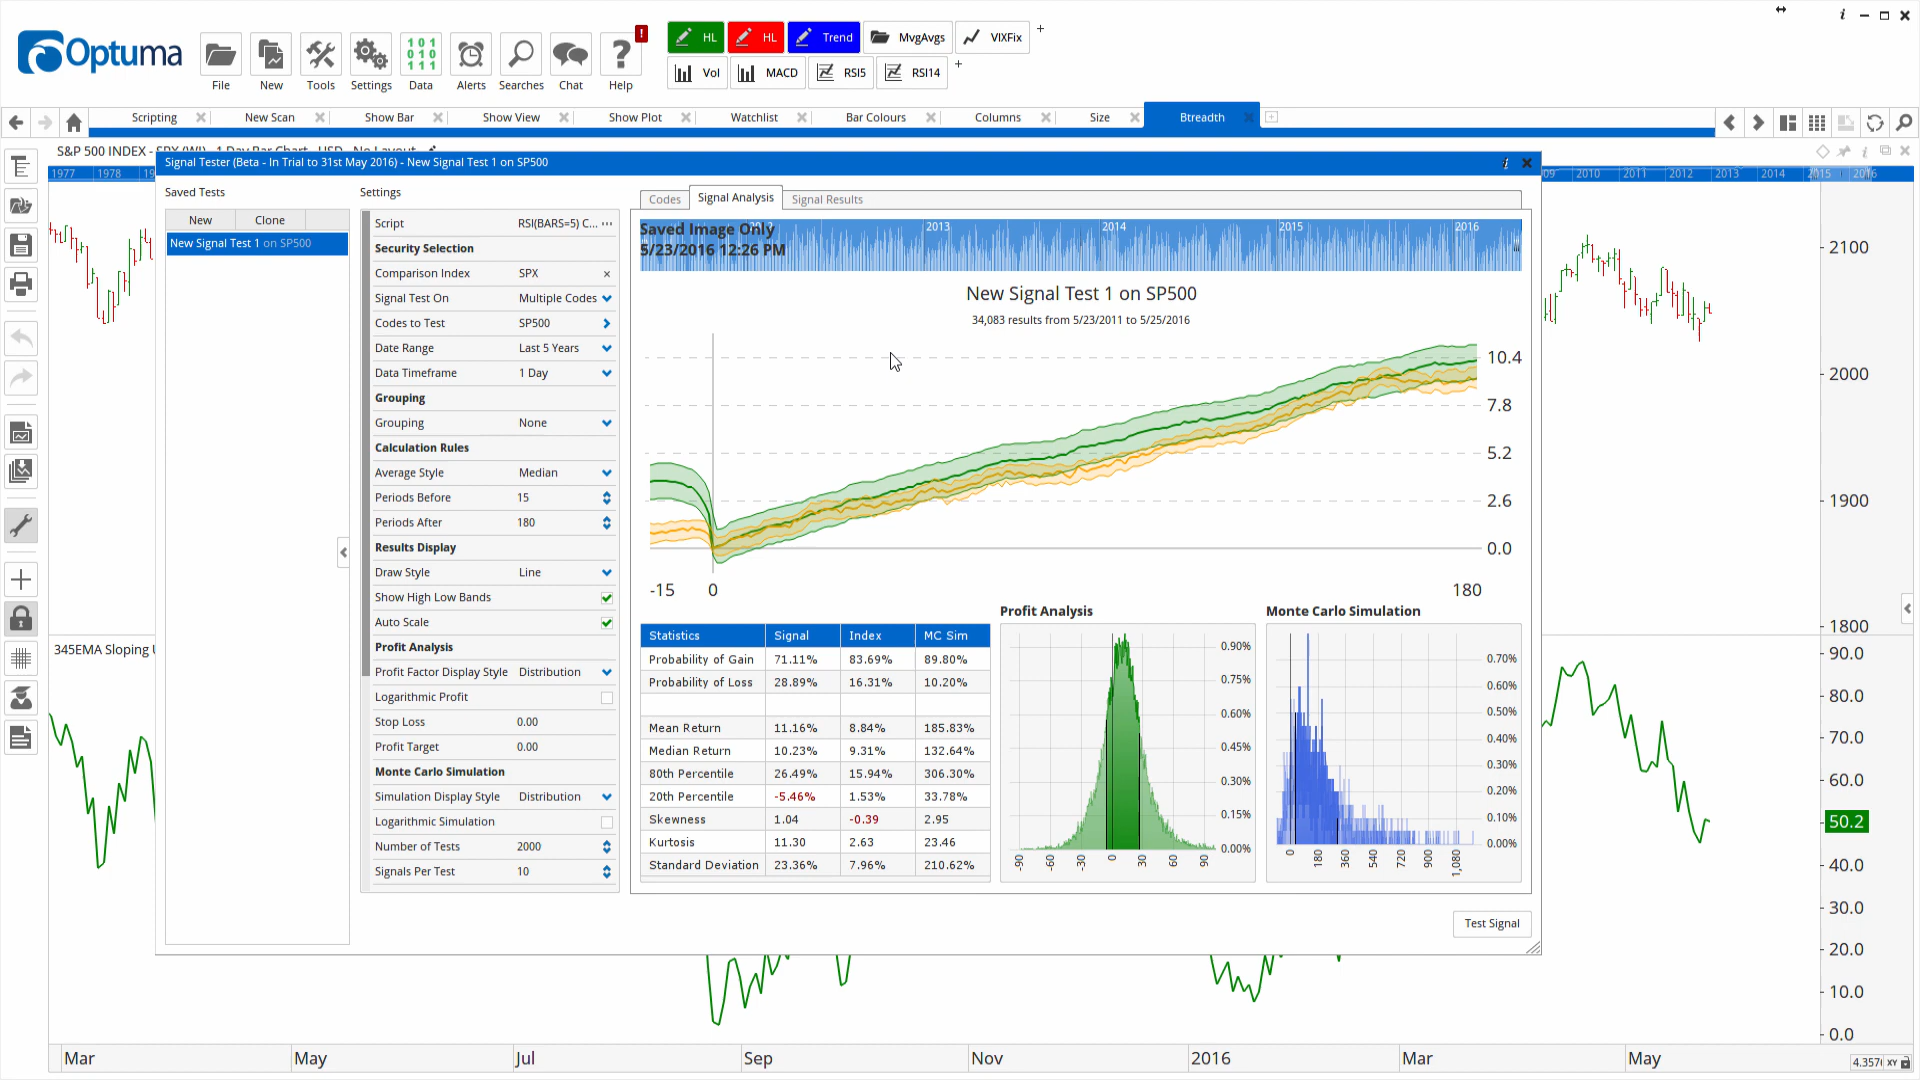 Optuma
File
New
Tools
Settings
Data
Alerts
Searches
Chat
Help
HL
HL
Trend
MvgAvgs
VIXFix
Vol
MACD
RSI5
RSI14
Scripting
New Scan
Show Bar
Show View
Show Plot
Watchlist
Bar Colours
Columns
Size
Btreadth
S&P 500 INDEX - SPX (WI) - 1 Day Bar Chart - USD - No Layout
1977 1978
2010 2011 2012 2013 2014 2015 2016
Signal Tester (Beta - In Trial to 31st May 2016) - New Signal Test 1 on SP500
Saved Tests
New Clone
New Signal Test 1 on SP500
Settings
Script RSI(BARS=5) C... ···
Security Selection
Comparison Index SPX
Signal Test On Multiple Codes
Codes to Test SP500
Date Range Last 5 Years
Data Timeframe 1 Day
Grouping
Grouping None
Calculation Rules
Average Style Median
Periods Before 15
Periods After 180
Results Display
Draw Style Line
Show High Low Bands
Auto Scale
Profit Analysis
Profit Factor Display Style Distribution
Logarithmic Profit
Stop Loss 0.00
Profit Target 0.00
Monte Carlo Simulation
Simulation Display Style Distribution
Logarithmic Simulation
Number of Tests 2000
Signals Per Test 10
Codes
Signal Analysis
Signal Results
Saved Image Only
5/23/2016 12:26 PM
2013 2014 2015 2016
New Signal Test 1 on SP500
34,083 results from 5/23/2011 to 5/25/2016
10.4
7.8
5.2
2.6
0.0
-15 0 180
Statistics Signal Index MC Sim
Probability of Gain 71.11% 83.69% 89.80%
Probability of Loss 28.89% 16.31% 10.20%
Mean Return 11.16% 8.84% 185.83%
Median Return 10.23% 9.31% 132.64%
80th Percentile 26.49% 15.94% 306.30%
20th Percentile -5.46% 1.53% 33.78%
Skewness 1.04 -0.39 2.95
Kurtosis 11.30 2.63 23.46
Standard Deviation 23.36% 7.96% 210.62%
Profit Analysis
0.90%
0.75%
0.60%
0.45%
0.30%
0.15%
0.00%
-90 -60 -30 0 30 60 90
Monte Carlo Simulation
0.70%
0.60%
0.50%
0.40%
0.30%
0.20%
0.10%
0.00%
0 180 360 540 720 900 1,080
Test Signal
2100
2000
1900
1800
345EMA Sloping
90.0
80.0
70.0
60.0
50.2
40.0
30.0
20.0
10.0
0.0
Mar May Jul Sep Nov 2016 Mar May
XY